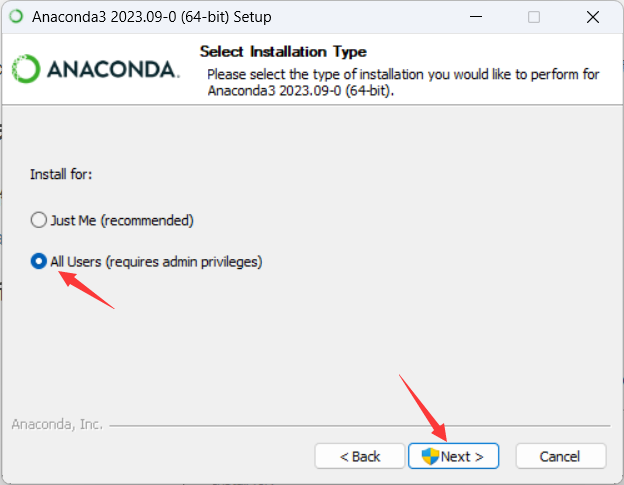 Anaconda3 2023.09-0 (64-bit) Setup
ANACONDA.
Select Installation Type
Please select the type of installation you would like to perform for
Anaconda3 2023.09-0 (64-bit).
Install for:
Just Me (recommended)
All Users (requires admin privileges)
Anaconda, Inc.
< Back
Next >
Cancel